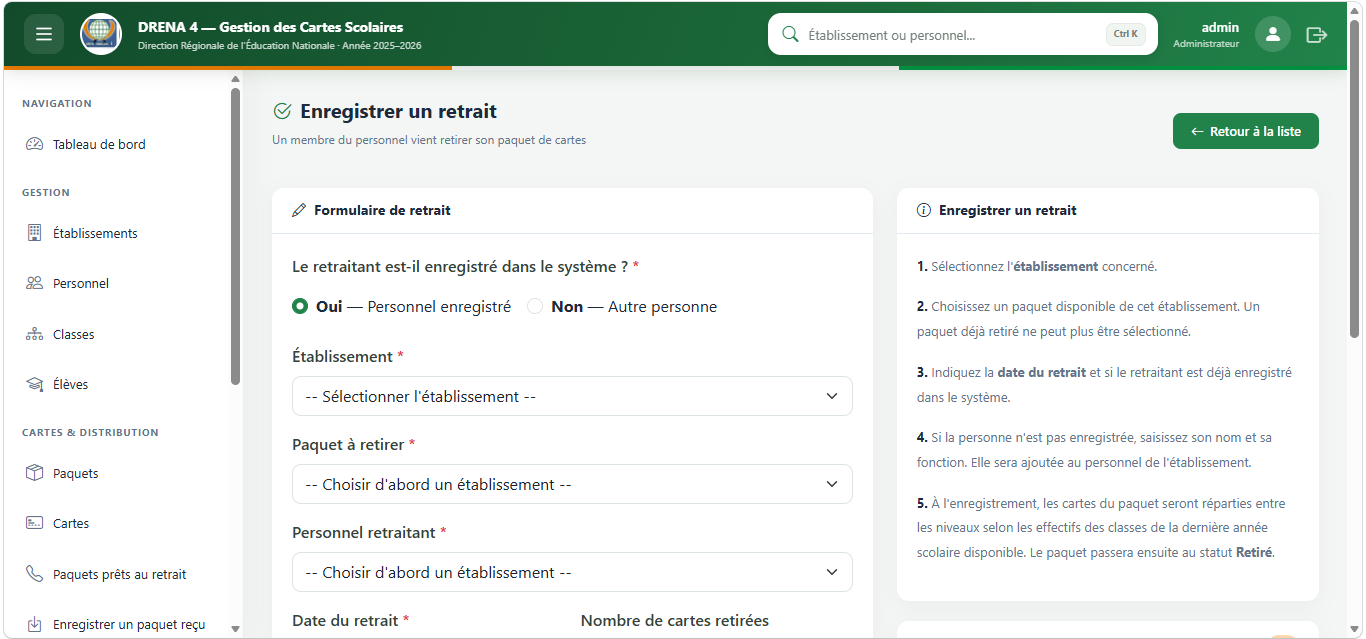 DRENA 4 — Gestion des Cartes Scolaires
Direction Régionale de l'Éducation Nationale · Année 2025–2026
Établissement ou personnel...
Ctrl K
admin
Administrateur
NAVIGATION
Tableau de bord
GESTION
Établissements
Personnel
Classes
Élèves
CARTES & DISTRIBUTION
Paquets
Cartes
Paquets prêts au retrait
Enregistrer un paquet reçu
Enregistrer un retrait
Un membre du personnel vient retirer son paquet de cartes
← Retour à la liste
Formulaire de retrait
Le retraitant est-il enregistré dans le système ? *
Oui — Personnel enregistré
Non — Autre personne
Établissement *
-- Sélectionner l'établissement --
Paquet à retirer *
-- Choisir d'abord un établissement --
Personnel retraitant *
-- Choisir d'abord un établissement --
Date du retrait *
Nombre de cartes retirées
Enregistrer un retrait
1. Sélectionnez l'établissement concerné.
2. Choisissez un paquet disponible de cet établissement. Un
paquet déjà retiré ne peut plus être sélectionné.
3. Indiquez la date du retrait et si le retraitant est déjà enregistré
dans le système.
4. Si la personne n'est pas enregistrée, saisissez son nom et sa
fonction. Elle sera ajoutée au personnel de l'établissement.
5. À l'enregistrement, les cartes du paquet seront réparties entre
les niveaux selon les effectifs des classes de la dernière année
scolaire disponible. Le paquet passera ensuite au statut Retiré.